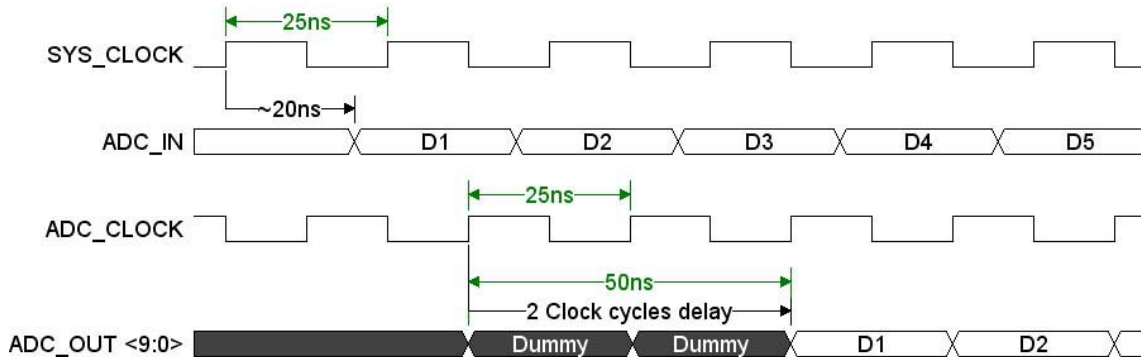 25ns
SYS_CLOCK
~20ns
ADC_IN D1 D2 D3 D4 D5
25ns
ADC_CLOCK
50ns
2 Clock cycles delay
ADC_OUT <9:0> Dummy Dummy D1 D2